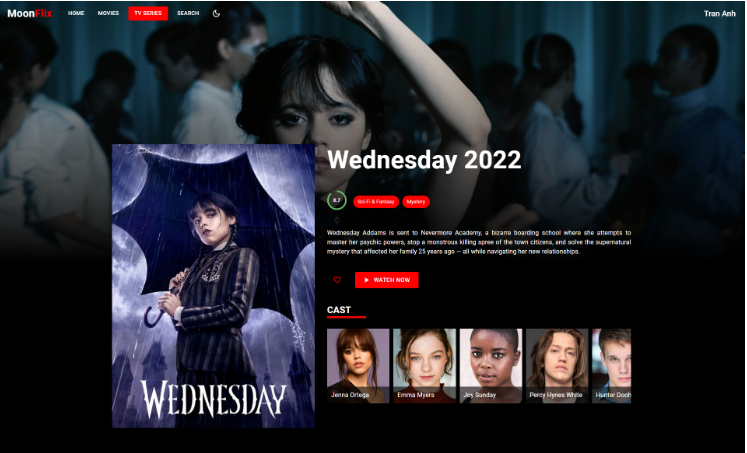 MoonFlix HOME MOVIES TV SERIES SEARCH Tran Anh
Wednesday 2022
8.7 Sci-Fi & Fantasy Mystery
Wednesday Addams is sent to Nevermore Academy, a bizarre boarding school where she attempts to
master her psychic powers, stop a monstrous killing spree of the town citizens, and solve the supernatural
mystery that affected her family 25 years ago — all while navigating her new relationships.
WATCH NOW
CAST
Jenna Ortega Emma Myers Joy Sunday Percy Hynes White Hunter Dooh
WEDNESDAY